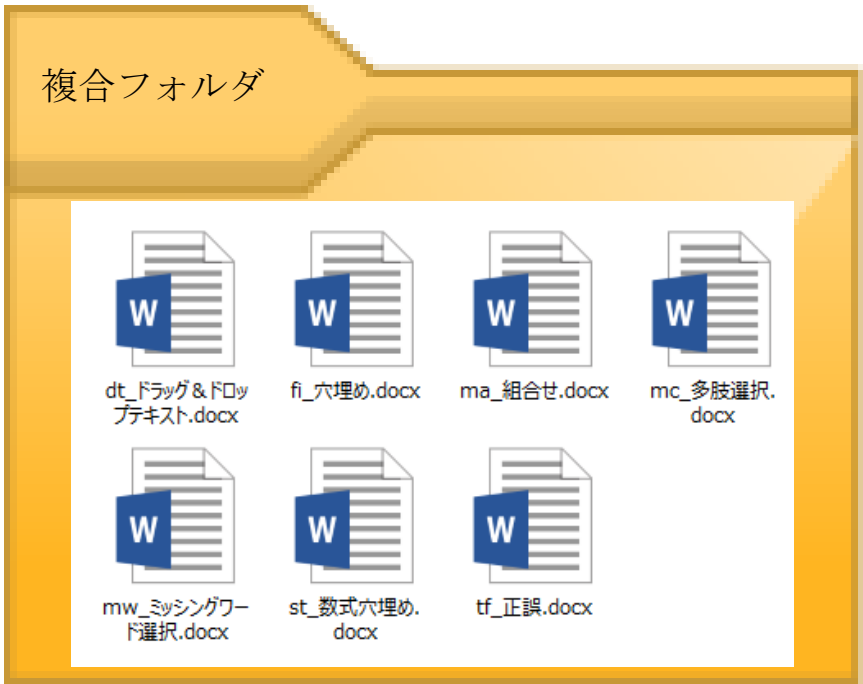 複合フォルダ
W
W
W
W
dt_ドラッグ＆ドロッ
プテキスト.docx
fi_穴埋め.docx
ma_組合せ.docx
mc_多肢選択.
docx
W
W
W
mw_ミッシングワー
ド選択.docx
st_数式穴埋め.
docx
tf_正誤.docx